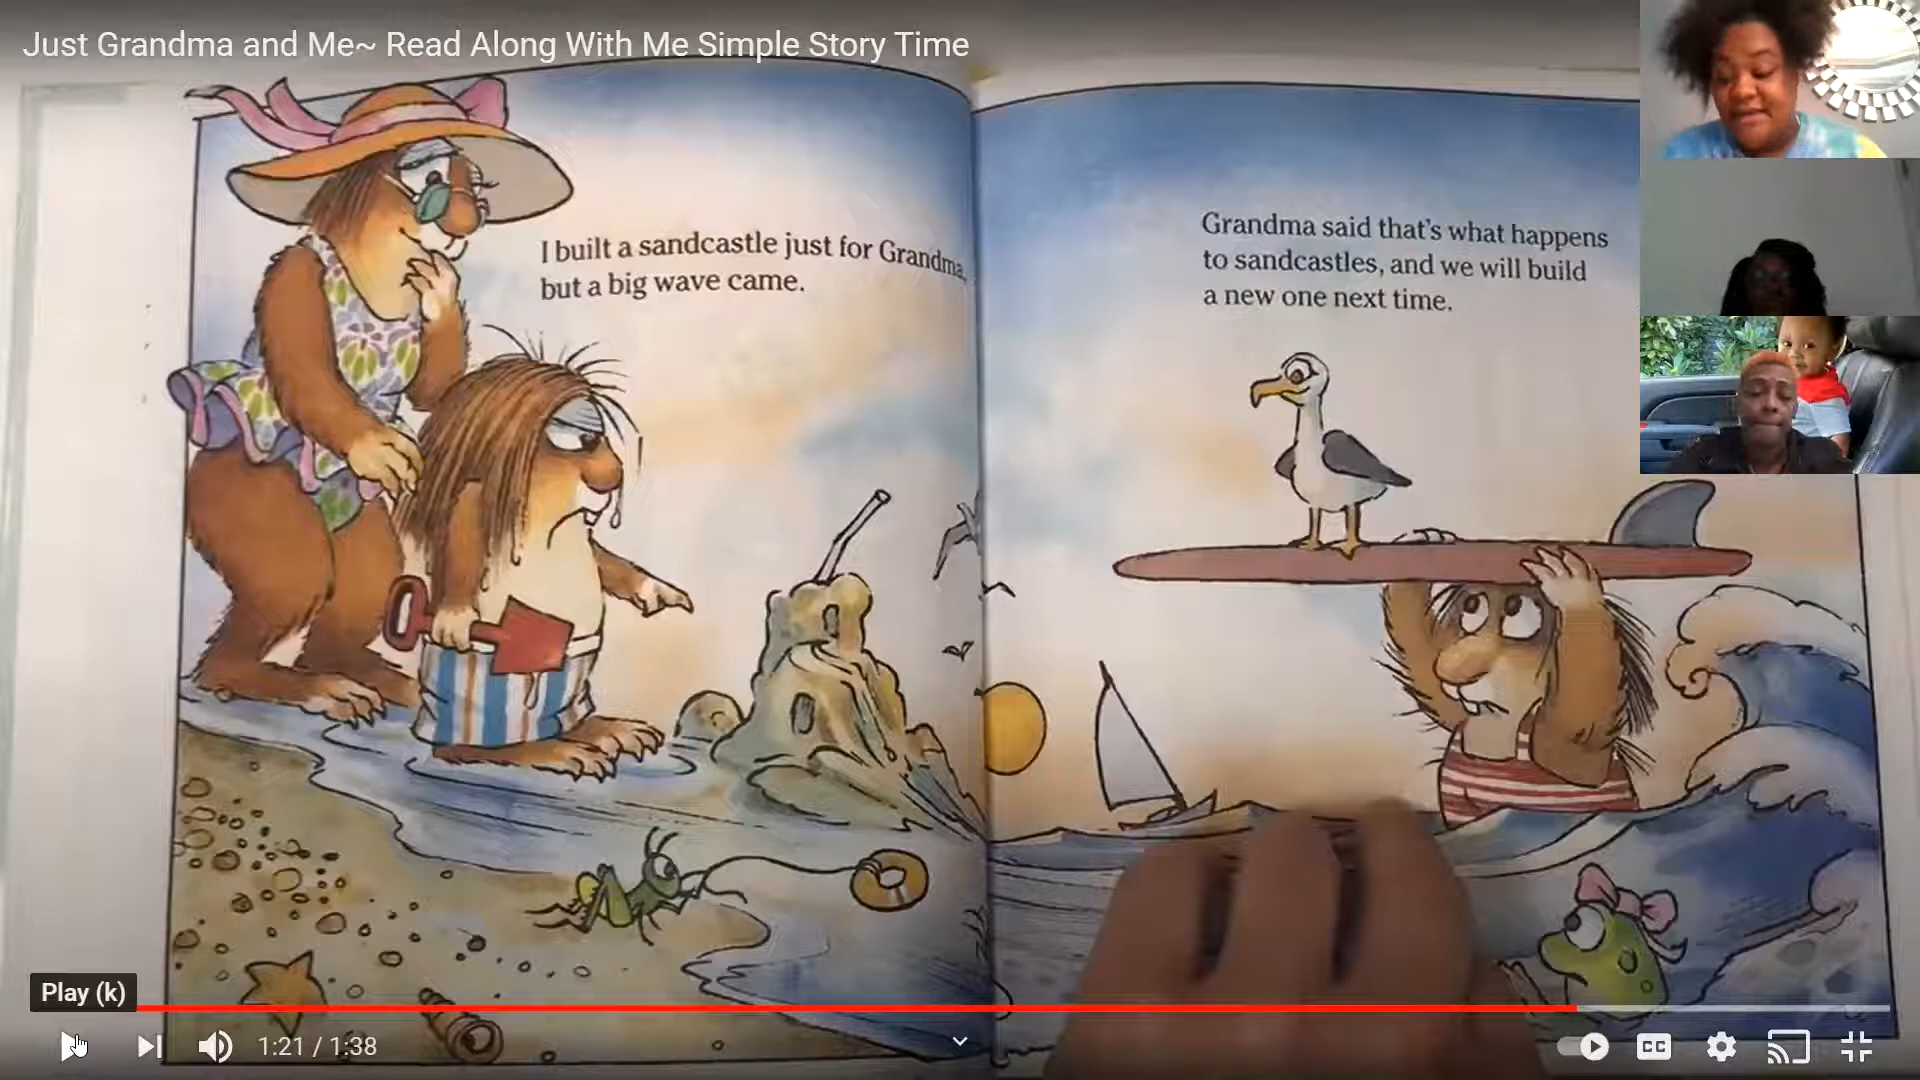 Just Grandma and Me~ Read Along With Me Simple Story Time
I built a sandcastle just for Grandma,
but a big wave came.
Grandma said that's what happens
to sandcastles, and we will build
a new one next time.
Play (k)
1:21 / 1:38
CC